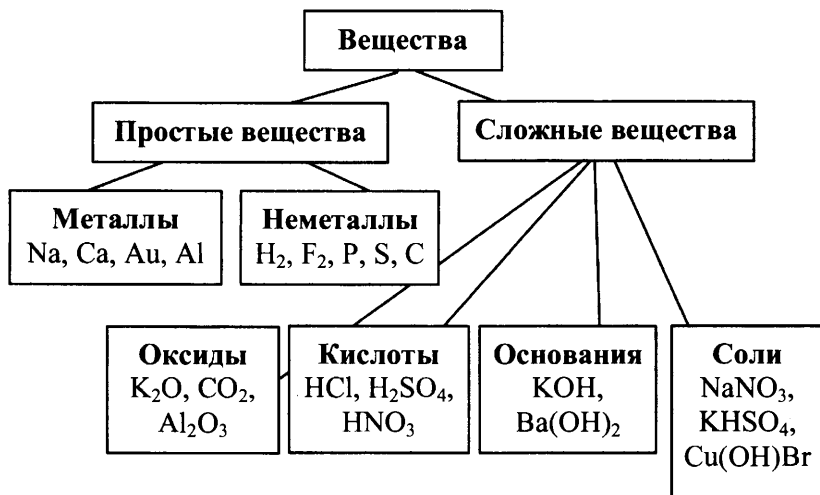 Вещества
Простые вещества
Сложные вещества
Металлы
Na, Ca, Au, Al
Неметаллы
H₂, F₂, P, S, C
Оксиды
K₂O, CO₂,
Al₂O₃
Кислоты
HCl, H₂SO₄,
HNO₃
Основания
KOH,
Ba(OH)₂
Соли
NaNO₃,
KHSO₄,
Cu(OH)Br